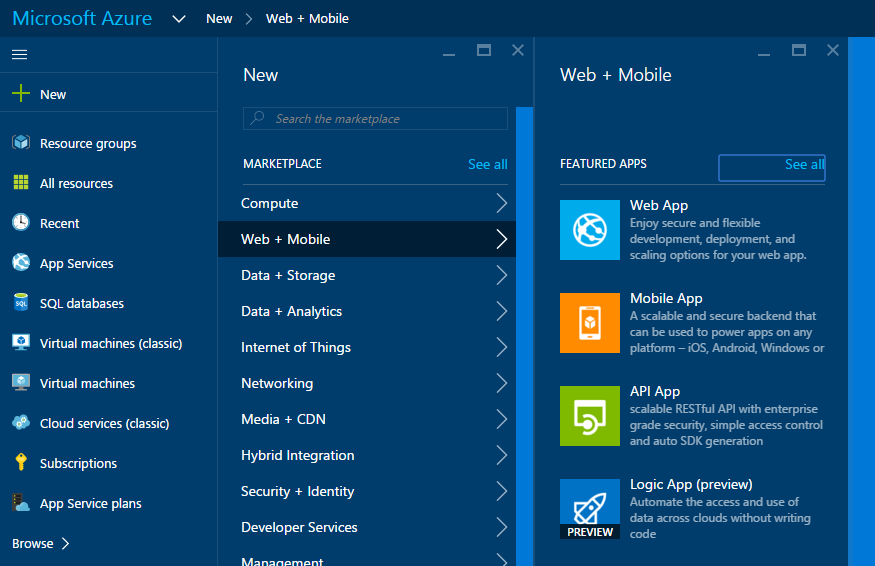 Microsoft Azure New Web + Mobile
New
Resource groups
All resources
Recent
App Services
SQL databases
Virtual machines (classic)
Virtual machines
Cloud services (classic)
Subscriptions
App Service plans
Browse
New
Search the marketplace
MARKETPLACE See all
Compute
Web + Mobile
Data + Storage
Data + Analytics
Internet of Things
Networking
Media + CDN
Hybrid Integration
Security + Identity
Developer Services
Management
Web + Mobile
FEATURED APPS See all
Web App
Enjoy secure and flexible
development, deployment, and
scaling options for your web app.
Mobile App
A scalable and secure backend that
can be used to power apps on any
platform – iOS, Android, Windows or
API App
scalable RESTful API with enterprise
grade security, simple access control
and auto SDK generation
Logic App (preview)
Automate the access and use of
data across clouds without writing
code
PREVIEW